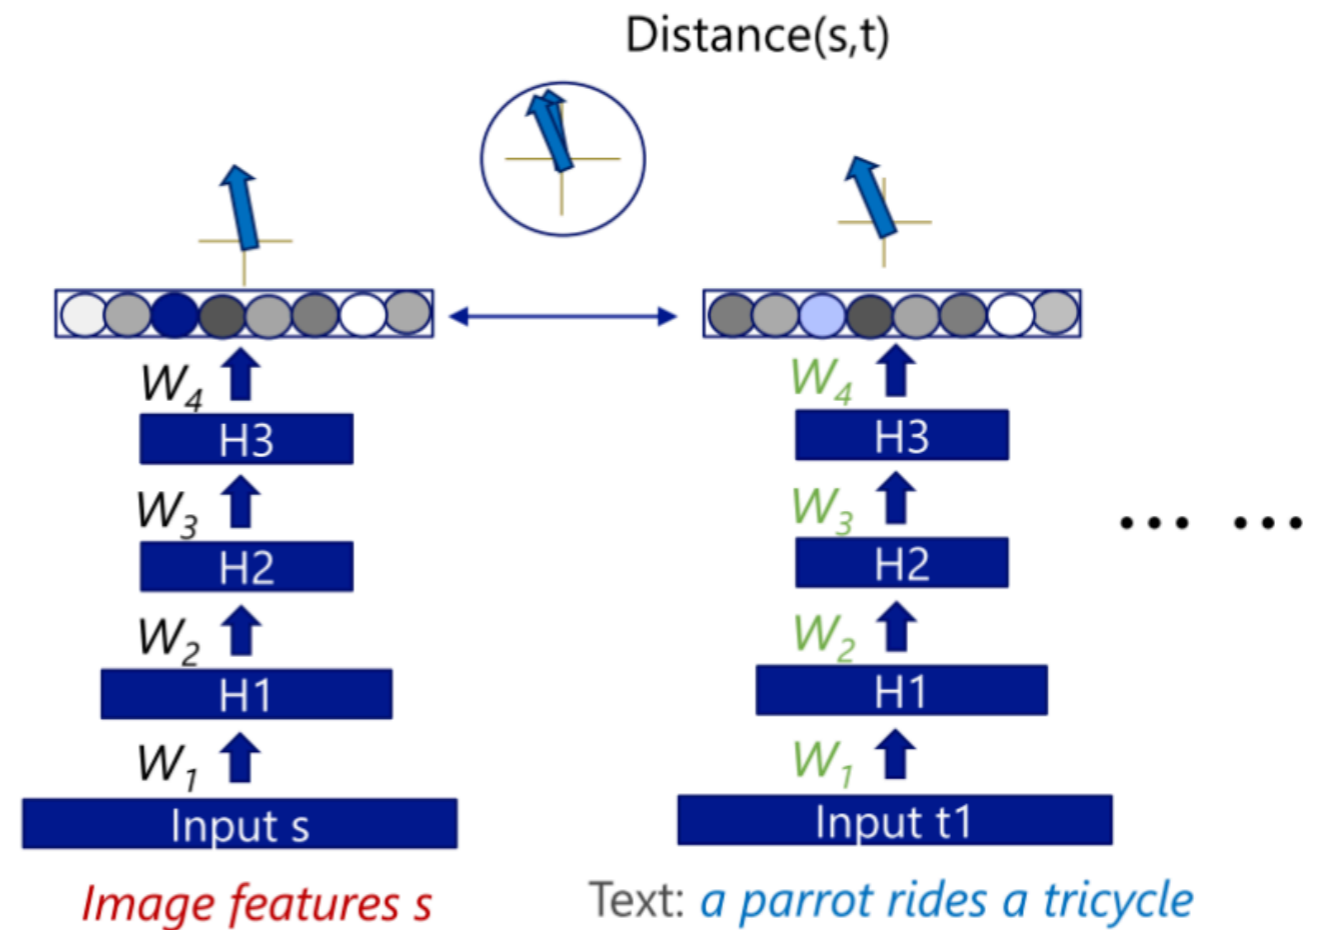 Distance(s,t)
W4
W4
H3
H3
W3
W3
... ...
H2
H2
W2
W2
H1
H1
W1
W1
Input s
Input t1
Image features s
Text: a parrot rides a tricycle